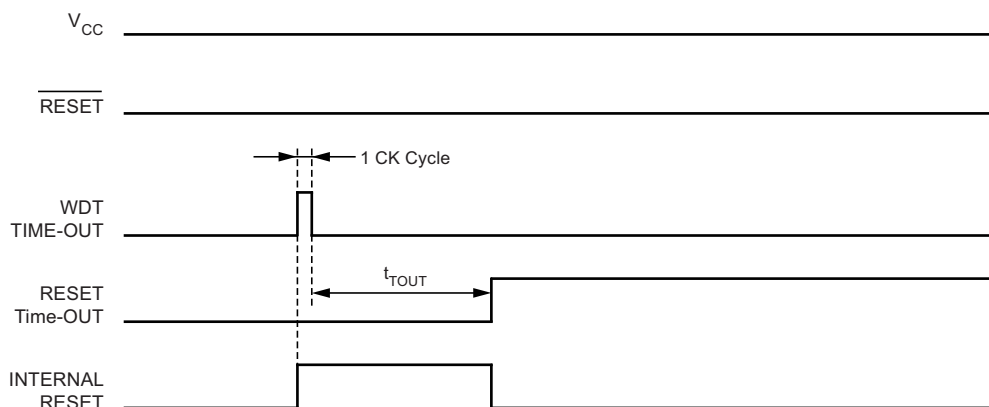 VCC
RESET
1 CK Cycle
WDT
TIME-OUT
tTOUT
RESET
Time-OUT
INTERNAL
RESET